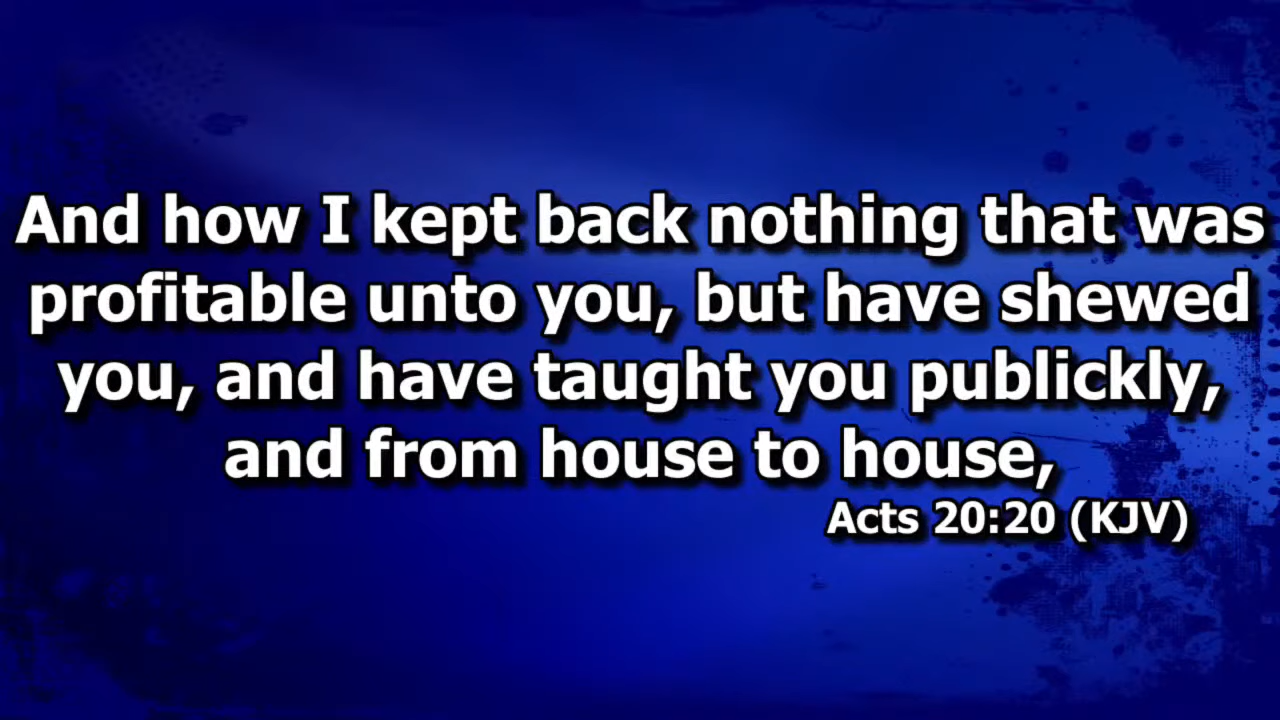 And how I kept back nothing that was
profitable unto you, but have shewed
you, and have taught you publickly,
and from house to house,
Acts 20:20 (KJV)